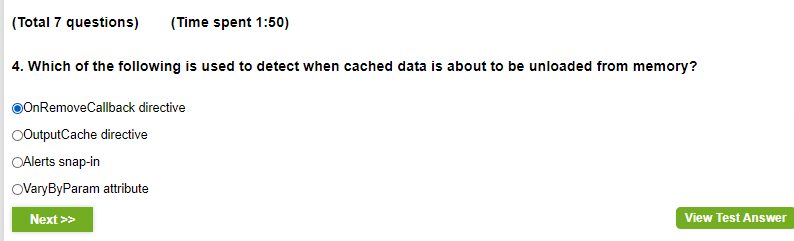 (Total 7 questions) (Time spent 1:50)
4. Which of the following is used to detect when cached data is about to be unloaded from memory?
OnRemoveCallback directive
OutputCache directive
Alerts snap-in
VaryByParam attribute
Next >> View Test Answer